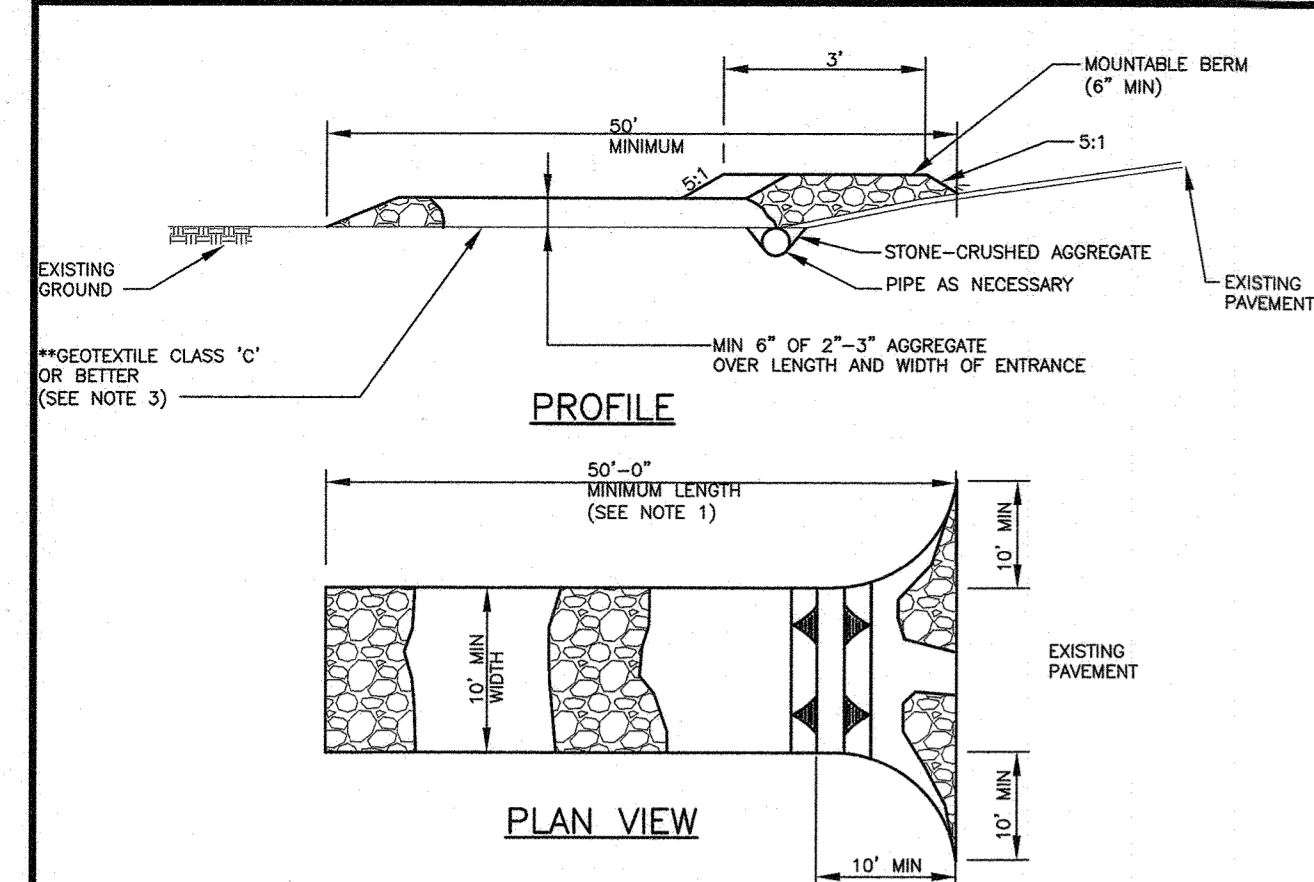 3'
MOUNTABLE BERM
(6" MIN)
50'
MINIMUM
5:1
5:1
STONE-CRUSHED AGGREGATE
PIPE AS NECESSARY
EXISTING
GROUND
EXISTING
PAVEMENT
**GEOTEXTILE CLASS 'C'
OR BETTER
(SEE NOTE 3)
MIN 6" OF 2"-3" AGGREGATE
OVER LENGTH AND WIDTH OF ENTRANCE
PROFILE
50'-0"
MINIMUM LENGTH
(SEE NOTE 1)
10' MIN
10' MIN
WIDTH
EXISTING
PAVEMENT
10' MIN
PLAN VIEW
10' MIN